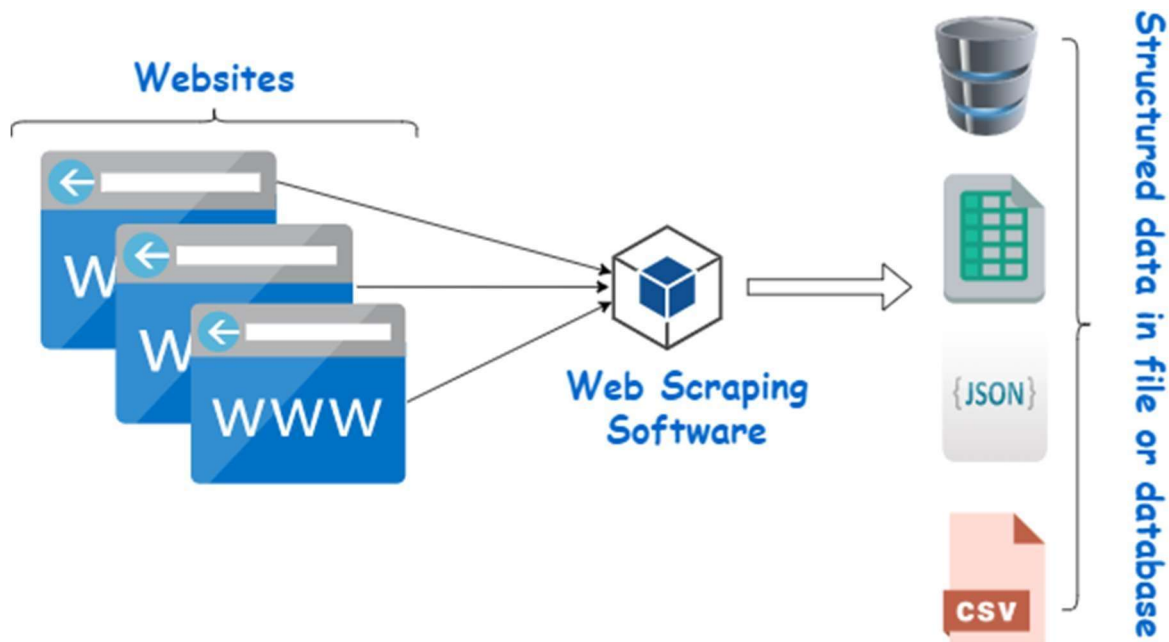 Websites
W
W
WWW
Web Scraping
Software
{JSON}
CSV
Structured data in file or database